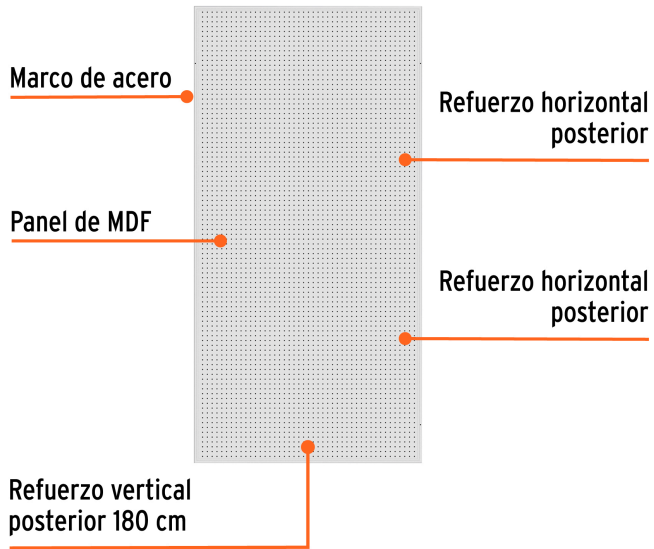 Marco de acero
Refuerzo horizontal
posterior
Panel de MDF
Refuerzo horizontal
posterior
Refuerzo vertical
posterior 180 cm